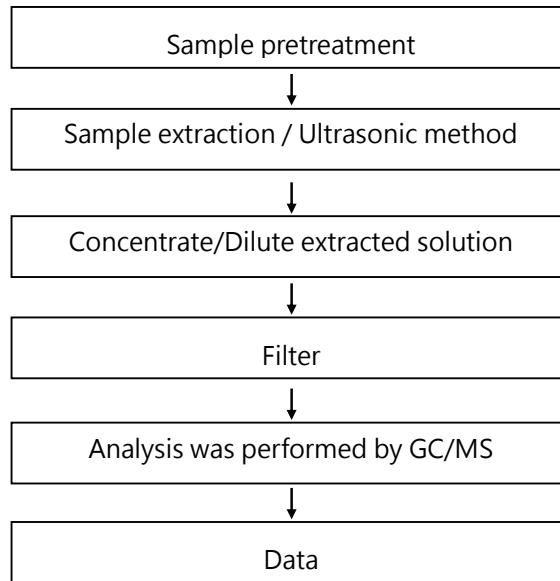 Sample pretreatment
Sample extraction / Ultrasonic method
Concentrate/Dilute extracted solution
Filter
Analysis was performed by GC/MS
Data